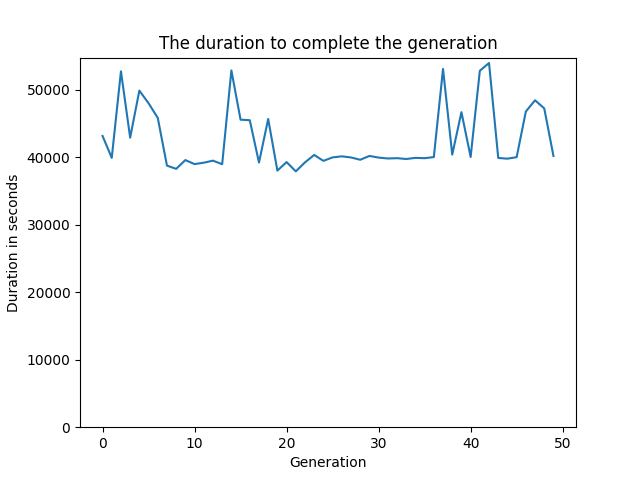 The duration to complete the generation
50000
40000
30000
20000
10000
0
Duration in seconds
0 10 20 30 40 50
Generation